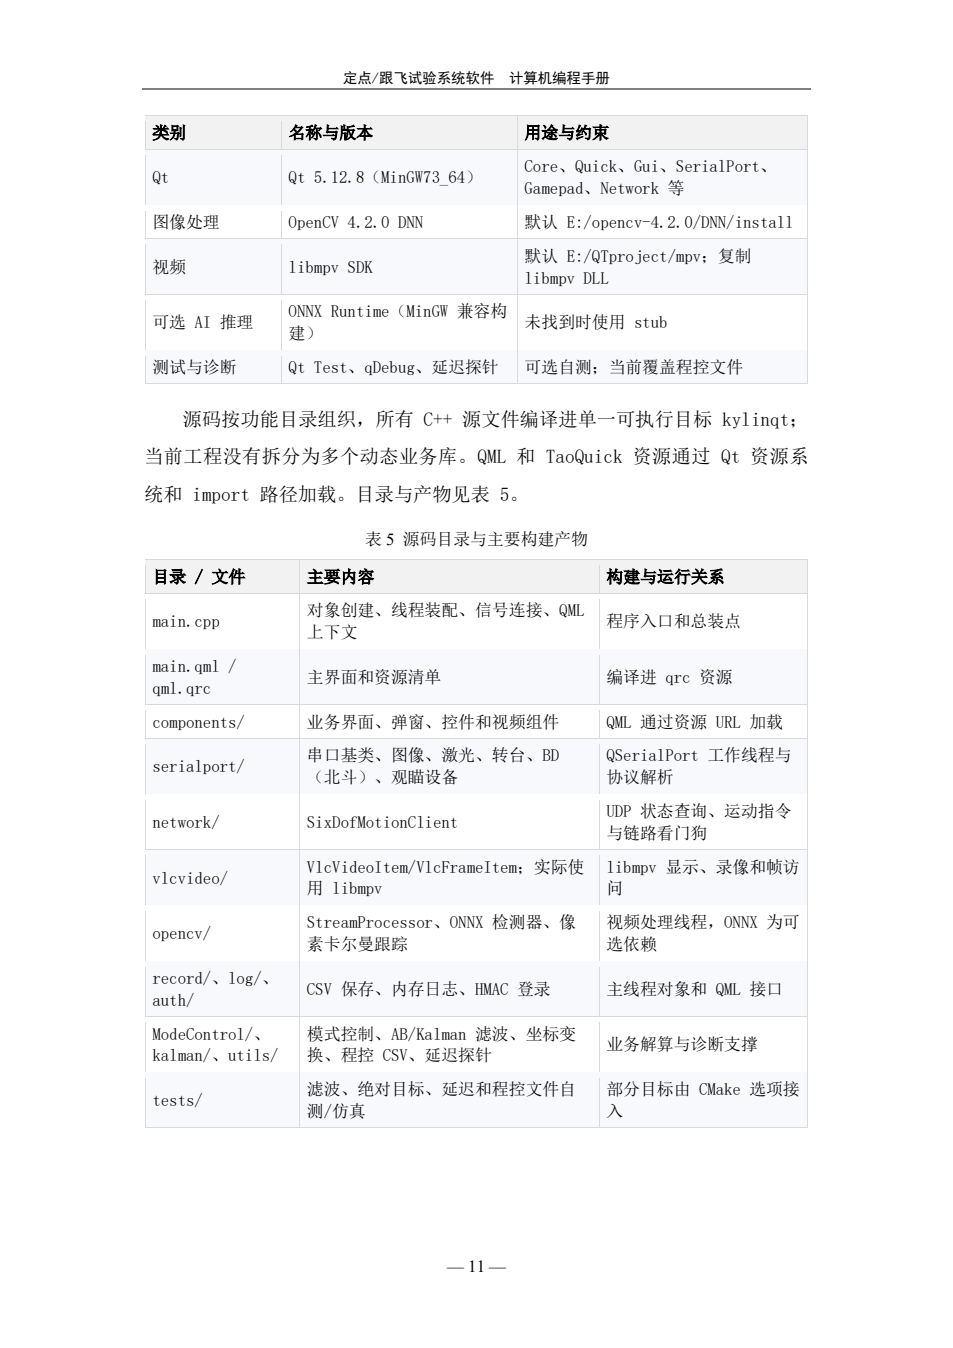 定点/跟飞试验系统软件 计算机编程手册
类别 名称与版本 用途与约束
Qt Qt 5.12.8（MinGW73_64） Core、Quick、Gui、SerialPort、
Gamepad、Network 等
图像处理 OpenCV 4.2.0 DNN 默认 E:/opencv-4.2.0/DNN/install
视频 libmpv SDK 默认 E:/QTproject/mpv；复制
libmpv DLL
可选 AI 推理 ONNX Runtime（MinGW 兼容构
建） 未找到时使用 stub
测试与诊断 Qt Test、qDebug、延迟探针 可选自测；当前覆盖程控文件
源码按功能目录组织，所有 C++ 源文件编译进单一可执行目标 kylinqt；
当前工程没有拆分为多个动态业务库。QML 和 TaoQuick 资源通过 Qt 资源系
统和 import 路径加载。目录与产物见表 5。
表 5 源码目录与主要构建产物
目录 / 文件 主要内容 构建与运行关系
main.cpp 对象创建、线程装配、信号连接、QML
上下文 程序入口和总装点
main.qml /
qml.qrc 主界面和资源清单 编译进 qrc 资源
components/ 业务界面、弹窗、控件和视频组件 QML 通过资源 URL 加载
serialport/ 串口基类、图像、激光、转台、BD
（北斗）、观瞄设备 QSerialPort 工作线程与
协议解析
network/ SixDofMotionClient UDP 状态查询、运动指令
与链路看门狗
vlcvideo/ VlcVideoItem/VlcFrameItem；实际使
用 libmpv libmpv 显示、录像和帧访
问
opencv/ StreamProcessor、ONNX 检测器、像
素卡尔曼跟踪 视频处理线程，ONNX 为可
选依赖
record/、log/、
auth/ CSV 保存、内存日志、HMAC 登录 主线程对象和 QML 接口
ModeControl/、
kalman/、utils/ 模式控制、AB/Kalman 滤波、坐标变
换、程控 CSV、延迟探针 业务解算与诊断支撑
tests/ 滤波、绝对目标、延迟和程控文件自
测/仿真 部分目标由 CMake 选项接
入
— 11 —